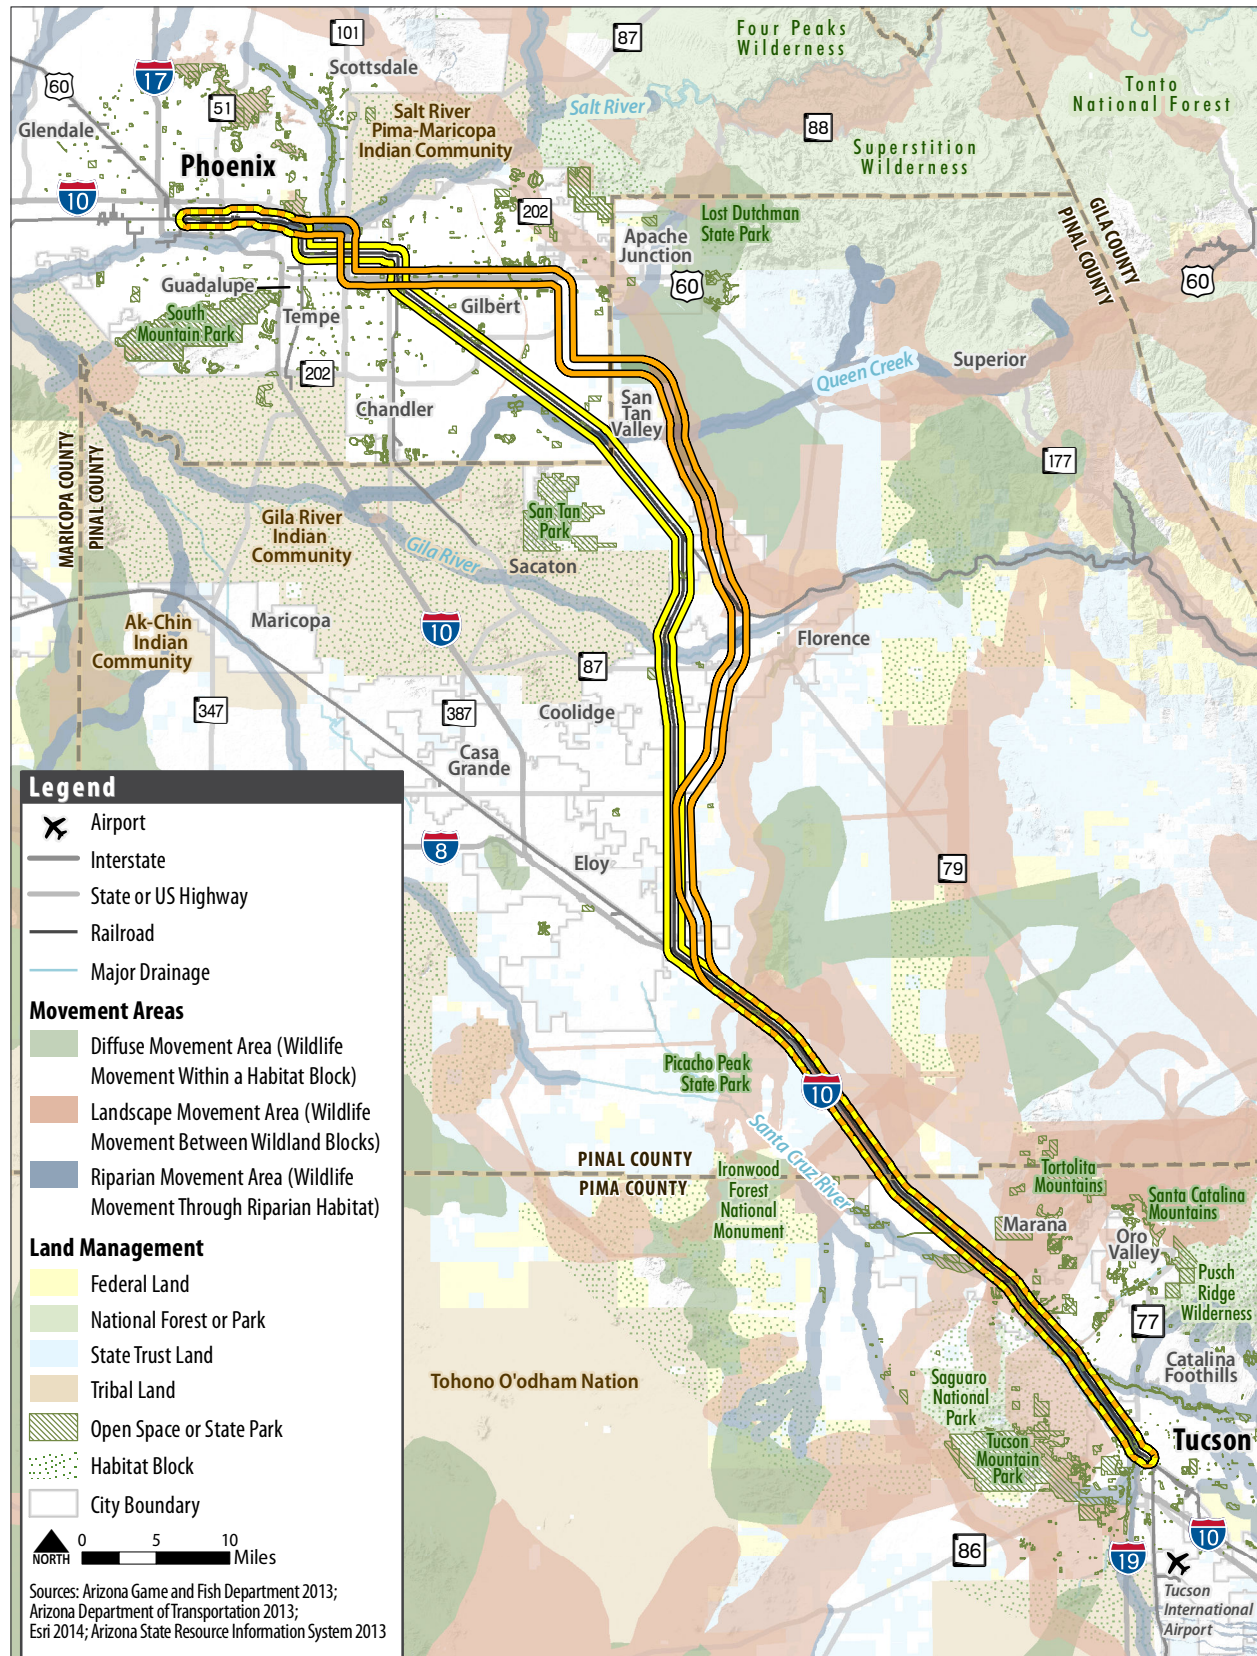 101
Scottsdale
87
Four Peaks
Wilderness
17
60
51
Glendale
Salt River
Pima-Maricopa
Indian Community
Salt River
88
Tonto
National Forest
Superstition
Wilderness
Phoenix
10
202
Lost Dutchman
State Park
Apache
Junction
GILA COUNTY
PINAL COUNTY
60
60
Guadalupe
South
Mountain Park
Tempe
Gilbert
202
Chandler
San
Tan
Valley
Queen Creek
Superior
177
MARICOPA COUNTY
PINAL COUNTY
Gila River
Indian
Community
San Tan
Park
Gila River
Sacaton
Ak-Chin
Indian
Community
Maricopa
10
87
Florence
347
387
Coolidge
Casa
Grande
8
Eloy
79
Picacho Peak
State Park
10
Santa Cruz River
PINAL COUNTY
PIMA COUNTY
Ironwood
Forest
National
Monument
Tortolita
Mountains
Santa Catalina
Mountains
Marana
Oro
Valley
Pusch
Ridge
Wilderness
77
Catalina
Foothills
Tohono O'odham Nation
Saguaro
National
Park
Tucson
Mountain
Park
Tucson
86
19
10
Tucson
International
Airport
Legend
Airport
Interstate
State or US Highway
Railroad
Major Drainage
Movement Areas
Diffuse Movement Area (Wildlife
Movement Within a Habitat Block)
Landscape Movement Area (Wildlife
Movement Between Wildland Blocks)
Riparian Movement Area (Wildlife
Movement Through Riparian Habitat)
Land Management
Federal Land
National Forest or Park
State Trust Land
Tribal Land
Open Space or State Park
Habitat Block
City Boundary
NORTH
0 5 10
Miles
Sources: Arizona Game and Fish Department 2013;
Arizona Department of Transportation 2013;
Esri 2014; Arizona State Resource Information System 2013